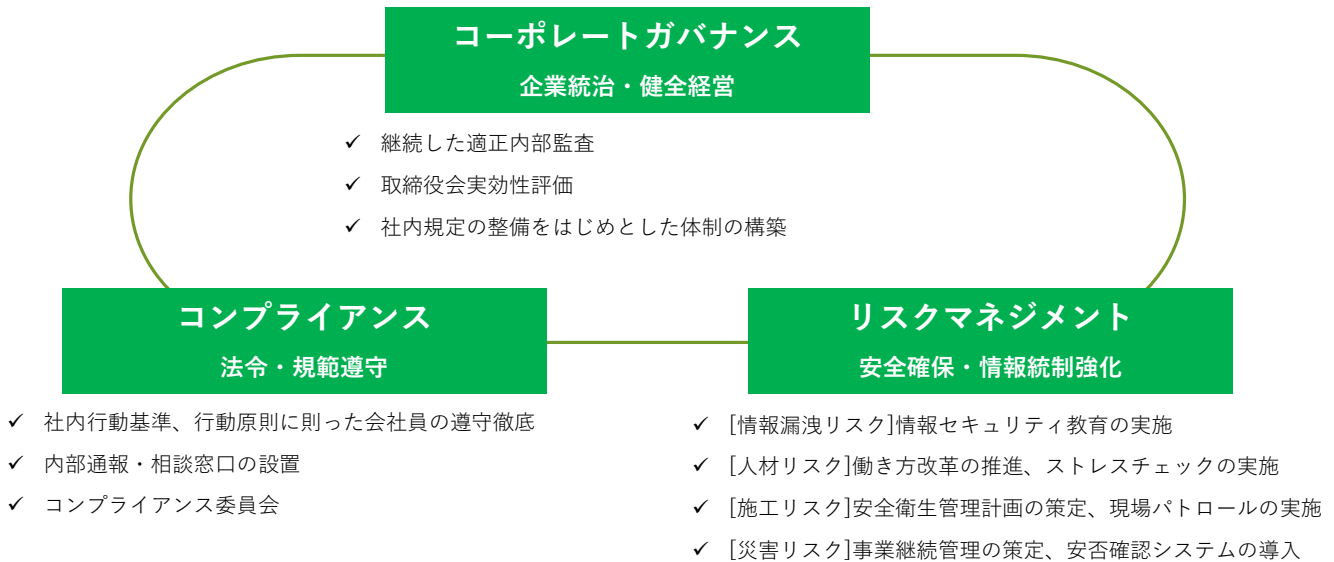 コーポレートガバナンス
企業統治・健全経営
✓ 継続した適正内部監査
✓ 取締役会実効性評価
✓ 社内規定の整備をはじめとした体制の構築
コンプライアンス
法令・規範遵守
✓ 社内行動基準、行動原則に則った会社員の遵守徹底
✓ 内部通報・相談窓口の設置
✓ コンプライアンス委員会
リスクマネジメント
安全確保・情報統制強化
✓ [情報漏洩リスク]情報セキュリティ教育の実施
✓ [人材リスク]働き方改革の推進、ストレスチェックの実施
✓ [施工リスク]安全衛生管理計画の策定、現場パトロールの実施
✓ [災害リスク]事業継続管理の策定、安否確認システムの導入